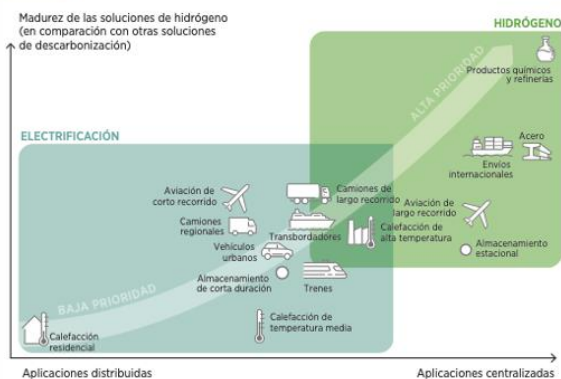 Madurez de las soluciones de hidrógeno
(en comparación con otras soluciones
de descarbonización)
HIDRÓGENO
Productos químicos
y refinerías
ALTA PRIORIDAD
ELECTRIFICACIÓN
Acero
Envíos
internacionales
Aviación de
corto recorrido
Camiones de
largo recorrido
Aviación de
largo recorrido
Camiones
regionales
Transbordadores
Calefacción de
alta temperatura
Vehículos
urbanos
Almacenamiento
estacional
Almacenamiento
de corta duración
Trenes
BAJA PRIORIDAD
Calefacción de
temperatura media
Calefacción
residencial
Aplicaciones distribuidas
Aplicaciones centralizadas